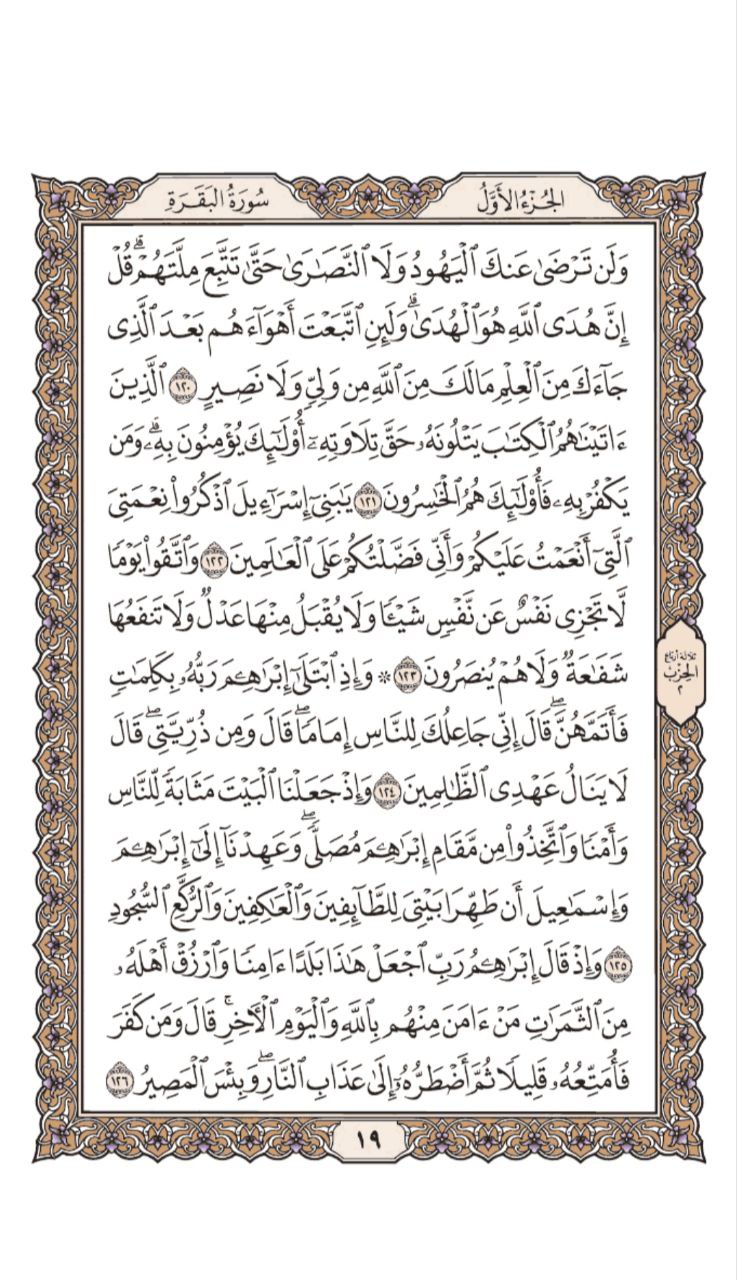 الجُزْءُ الأَوَّلُ
سُورَةُ البَقَرَةِ
وَلَن تَرْضَىٰ عَنكَ ٱلْيَهُودُ وَلَا ٱلنَّصَـٰرَىٰ حَتَّىٰ تَتَّبِعَ مِلَّتَهُمْۗ قُلْ
إِنَّ هُدَى ٱللَّهِ هُوَ ٱلْهُدَىٰۗ وَلَئِنِ ٱتَّبَعْتَ أَهْوَآءَهُم بَعْدَ ٱلَّذِى
جَآءَكَ مِنَ ٱلْعِلْمِ مَا لَكَ مِنَ ٱللَّهِ مِن وَلِىٍّ وَلَا نَصِيرٍ ١٢٠ ٱلَّذِينَ
ءَاتَيْنَـٰهُمُ ٱلْكِتَـٰبَ يَتْلُونَهُۥ حَقَّ تِلَاوَتِهِۦٓ أُو۟لَـٰٓئِكَ يُؤْمِنُونَ بِهِۦۗ وَمَن
يَكْفُرْ بِهِۦ فَأُو۟لَـٰٓئِكَ هُمُ ٱلْخَـٰسِرُونَ ١٢١ يَـٰبَنِىٓ إِسْرَٰٓءِيلَ ٱذْكُرُوا۟ نِعْمَتِىَ
ٱلَّتِىٓ أَنْعَمْتُ عَلَيْكُمْ وَأَنِّى فَضَّلْتُكُمْ عَلَى ٱلْعَـٰلَمِينَ ١٢٢ وَٱتَّقُوا۟ يَوْمًا
لَّا تَجْزِى نَفْسٌ عَن نَّفْسٍ شَيْـًٔا وَلَا يُقْبَلُ مِنْهَا عَدْلٌ وَلَا تَنفَعُهَا
شَفَـٰعَةٌ وَلَا هُمْ يُنصَرُونَ ١٢٣ ۞ وَإِذِ ٱبْتَلَىٰٓ إِبْرَٰهِـۧمَ رَبُّهُۥ بِكَلِمَـٰتٍ
فَأَتَمَّهُنَّۖ قَالَ إِنِّى جَاعِلُكَ لِلنَّاسِ إِمَامًاۖ قَالَ وَمِن ذُرِّيَّتِىۖ قَالَ
لَا يَنَالُ عَهْدِى ٱلظَّـٰلِمِينَ ١٢٤ وَإِذْ جَعَلْنَا ٱلْبَيْتَ مَثَابَةً لِّلنَّاسِ
وَأَمْنًا وَٱتَّخِذُوا۟ مِن مَّقَامِ إِبْرَٰهِـۧمَ مُصَلًّىۖ وَعَهِدْنَآ إِلَىٰٓ إِبْرَٰهِـۧمَ
وَإِسْمَـٰعِيلَ أَن طَهِّرَا بَيْتِىَ لِلطَّآئِفِينَ وَٱلْعَـٰكِفِينَ وَٱلرُّكَّعِ ٱلسُّجُودِ
١٢٥ وَإِذْ قَالَ إِبْرَٰهِـۧمُ رَبِّ ٱجْعَلْ هَـٰذَا بَلَدًا ءَامِنًا وَٱرْزُقْ أَهْلَهُۥ
مِنَ ٱلثَّمَرَٰتِ مَنْ ءَامَنَ مِنْهُم بِٱللَّهِ وَٱلْيَوْمِ ٱلْـَٔاخِرِۚ قَالَ وَمَن كَفَرَ
فَأُمَتِّعُهُۥ قَلِيلًا ثُمَّ أَضْطَرُّهُۥٓ إِلَىٰ عَذَابِ ٱلنَّارِۖ وَبِئْسَ ٱلْمَصِيرُ ١٢٦
ثلاثة أرباع
الحزب
٢
١٩